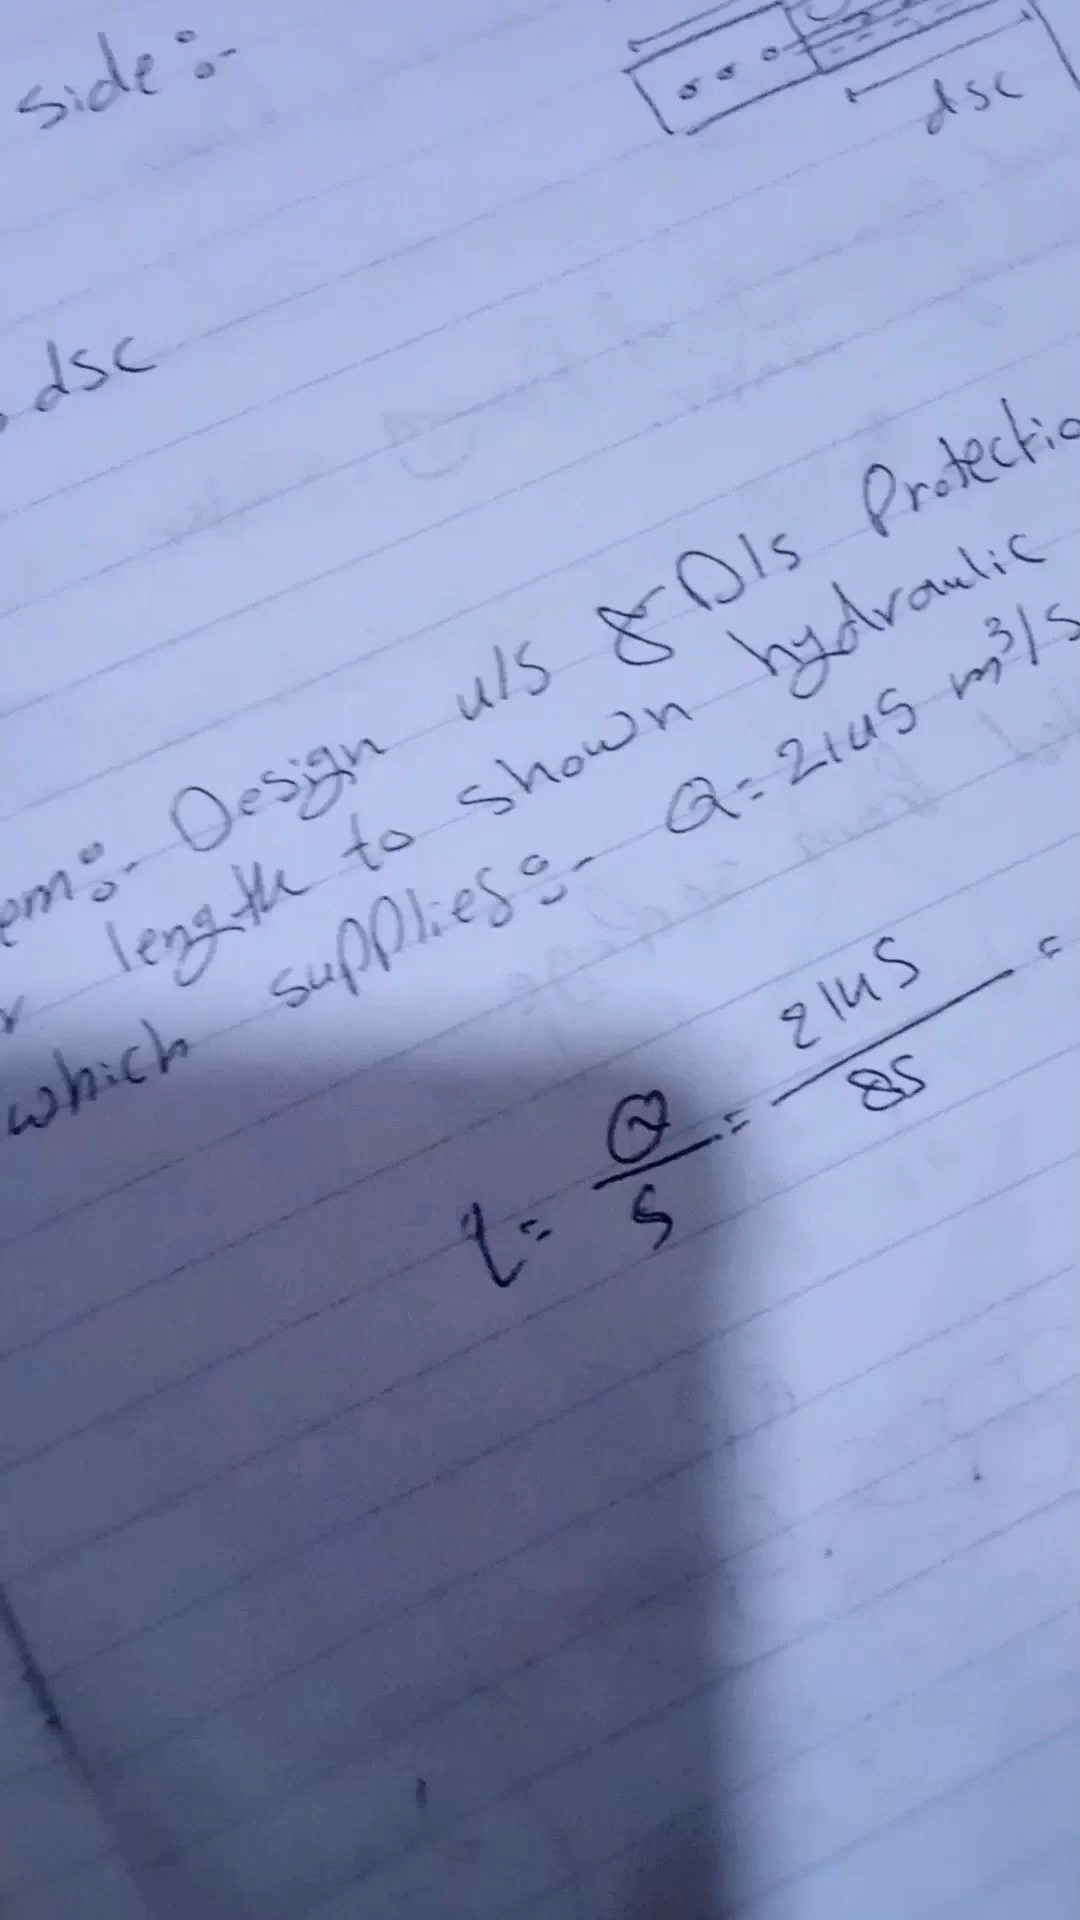 side :-
dsc
dsc
em:- Design u/s & D/s Protectio
length to shown hydraulic
which supplies:- Q = 2145 m³/s
2145
Q = =
L = S 85